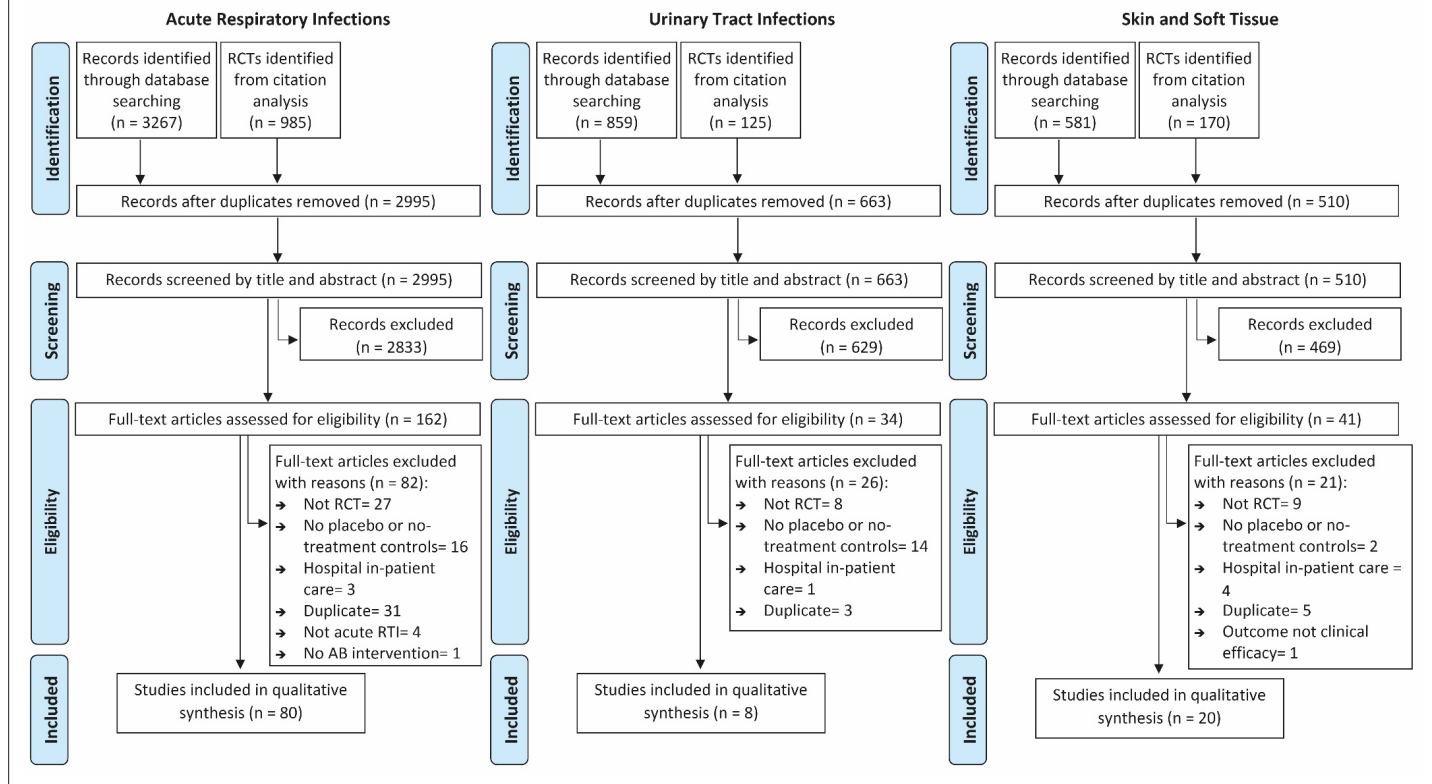 Acute Respiratory Infections
Identification
Records identified
through database
searching
(n = 3267)
RCTs identified
from citation
analysis
(n = 985)
Records after duplicates removed (n = 2995)
Screening
Records screened by title and abstract (n = 2995)
Records excluded
(n = 2833)
Eligibility
Full-text articles assessed for eligibility (n = 162)
Full-text articles excluded
with reasons (n = 82):
➔ Not RCT= 27
➔ No placebo or no-
treatment controls= 16
➔ Hospital in-patient
care= 3
➔ Duplicate= 31
➔ Not acute RTI= 4
➔ No AB intervention= 1
Included
Studies included in qualitative
synthesis (n = 80)
Urinary Tract Infections
Identification
Records identified
through database
searching
(n = 859)
RCTs identified
from citation
analysis
(n = 125)
Records after duplicates removed (n = 663)
Screening
Records screened by title and abstract (n = 663)
Records excluded
(n = 629)
Eligibility
Full-text articles assessed for eligibility (n = 34)
Full-text articles excluded
with reasons (n = 26):
➔ Not RCT= 8
➔ No placebo or no-
treatment controls= 14
➔ Hospital in-patient
care= 1
➔ Duplicate= 3
Included
Studies included in qualitative
synthesis (n = 8)
Skin and Soft Tissue
Identification
Records identified
through database
searching
(n = 581)
RCTs identified
from citation
analysis
(n = 170)
Records after duplicates removed (n = 510)
Screening
Records screened by title and abstract (n = 510)
Records excluded
(n = 469)
Eligibility
Full-text articles assessed for eligibility (n = 41)
Full-text articles excluded
with reasons (n = 21):
➔ Not RCT= 9
➔ No placebo or no-
treatment controls= 2
➔ Hospital in-patient care =
4
➔ Duplicate= 5
➔ Outcome not clinical
efficacy= 1
Included
Studies included in qualitative
synthesis (n = 20)